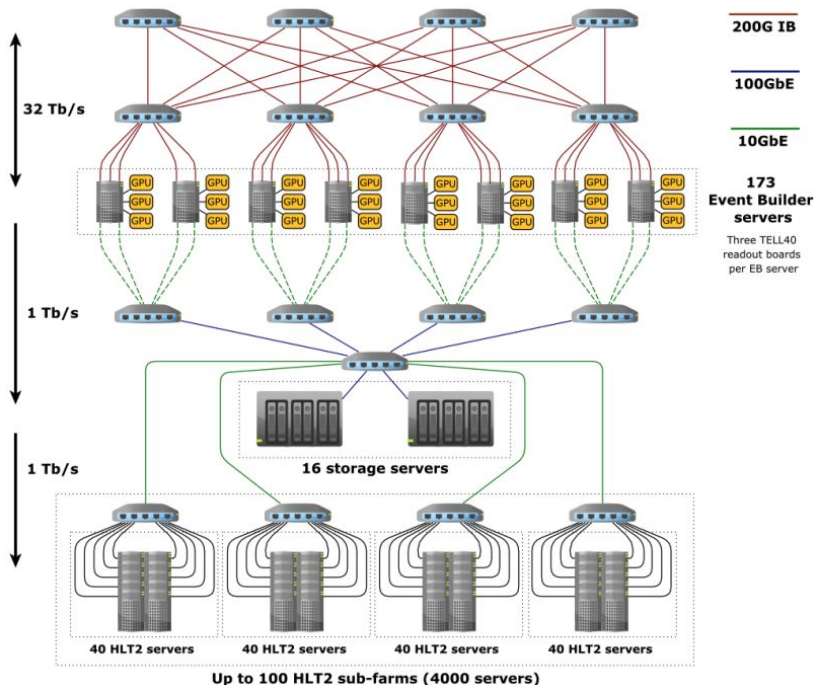 200G IB
100GbE
10GbE
32 Tb/s
GPU GPU GPU GPU GPU GPU GPU GPU
GPU GPU GPU GPU GPU GPU GPU GPU
GPU GPU GPU GPU GPU GPU GPU GPU
173
Event Builder
servers
Three TELL40
readout boards
per EB server
1 Tb/s
16 storage servers
1 Tb/s
40 HLT2 servers 40 HLT2 servers 40 HLT2 servers 40 HLT2 servers
Up to 100 HLT2 sub-farms (4000 servers)